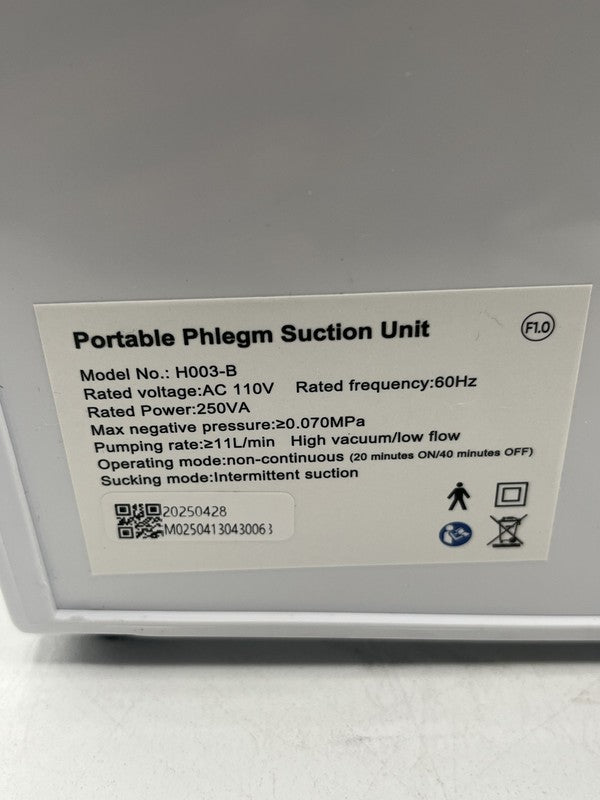 Portable Phlegm Suction Unit
F1.0
Model No.: H003-B
Rated voltage:AC 110V Rated frequency:60Hz
Rated Power:250VA
Max negative pressure:≥0.070MPa
Pumping rate:≥11L/min High vacuum/low flow
Operating mode:non-continuous (20 minutes ON/40 minutes OFF)
Sucking mode:Intermittent suction
20250428
M0250413043006​3